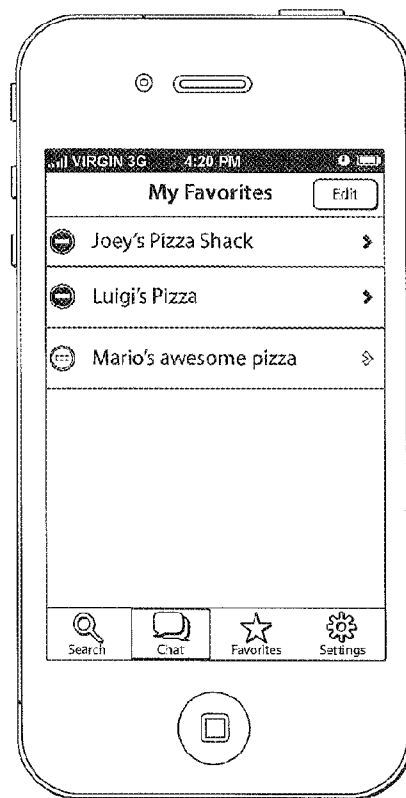 VIRGIN 3G 4:20 PM
My Favorites Edit
Joey's Pizza Shack
Luigi's Pizza
Mario's awesome pizza
Search Chat Favorites Settings